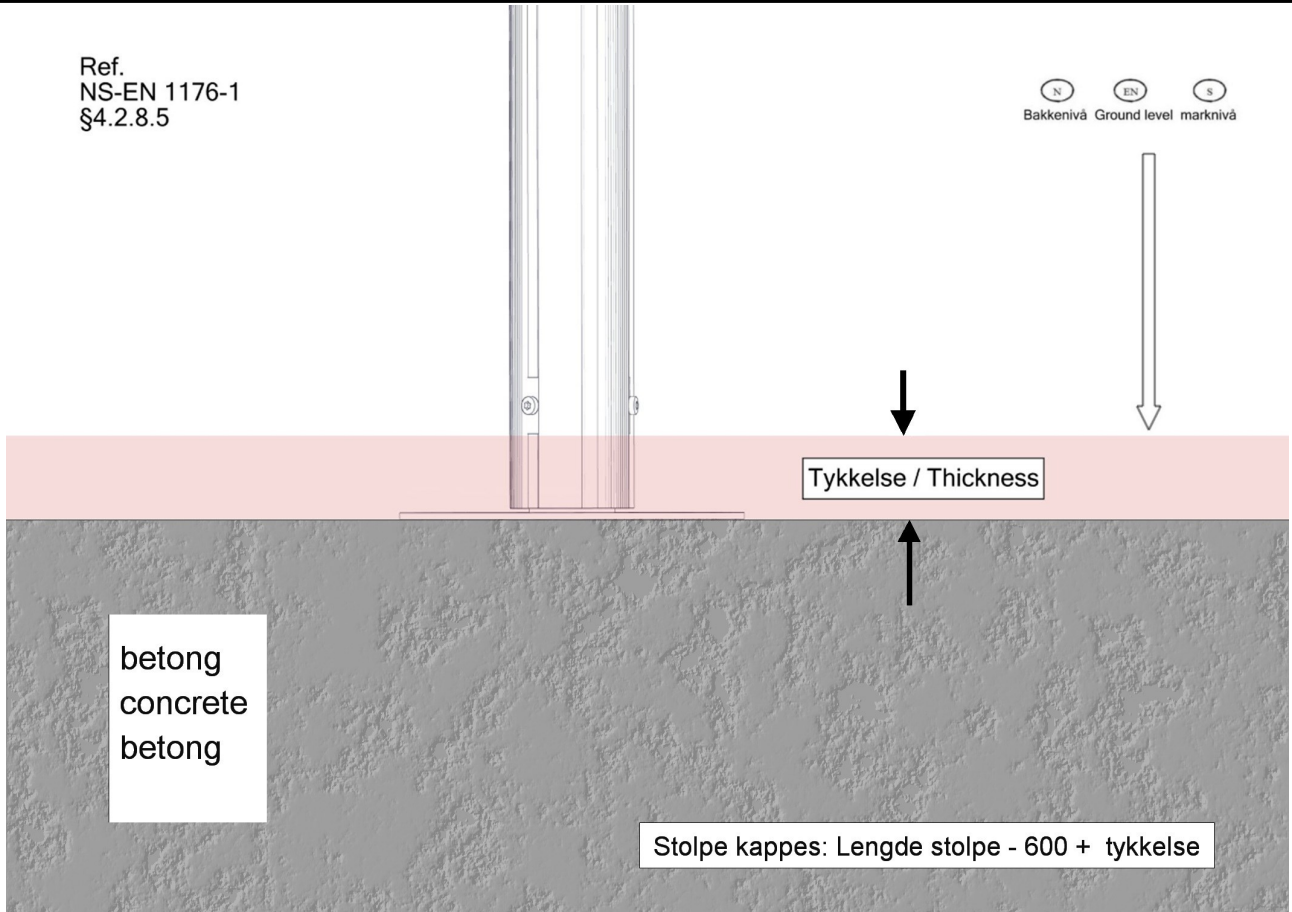 Ref.
NS-EN 1176-1
§4.2.8.5
N EN S
Bakkenivå Ground level marknivå
Tykkelse / Thickness
betong
concrete
betong
Stolpe kappes: Lengde stolpe - 600 + tykkelse